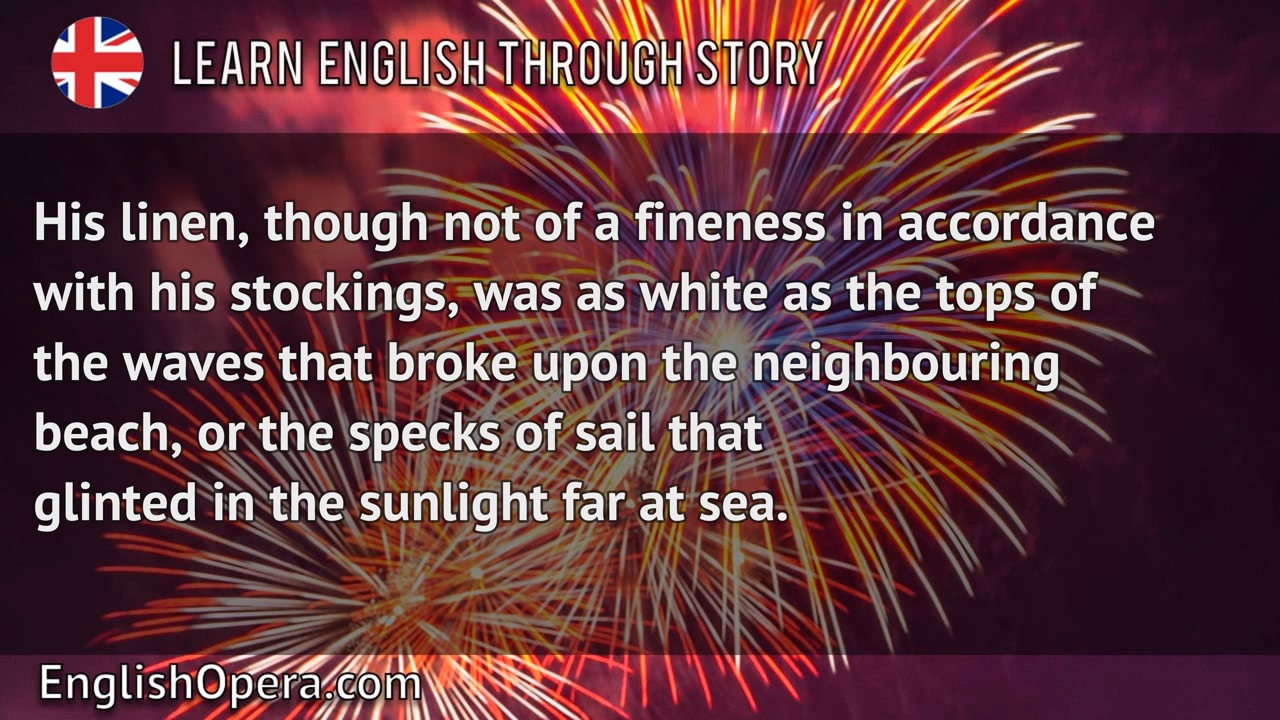 LEARN ENGLISH THROUGH STORY
His linen, though not of a fineness in accordance
with his stockings, was as white as the tops of
the waves that broke upon the neighbouring
beach, or the specks of sail that
glinted in the sunlight far at sea.
EnglishOpera.com